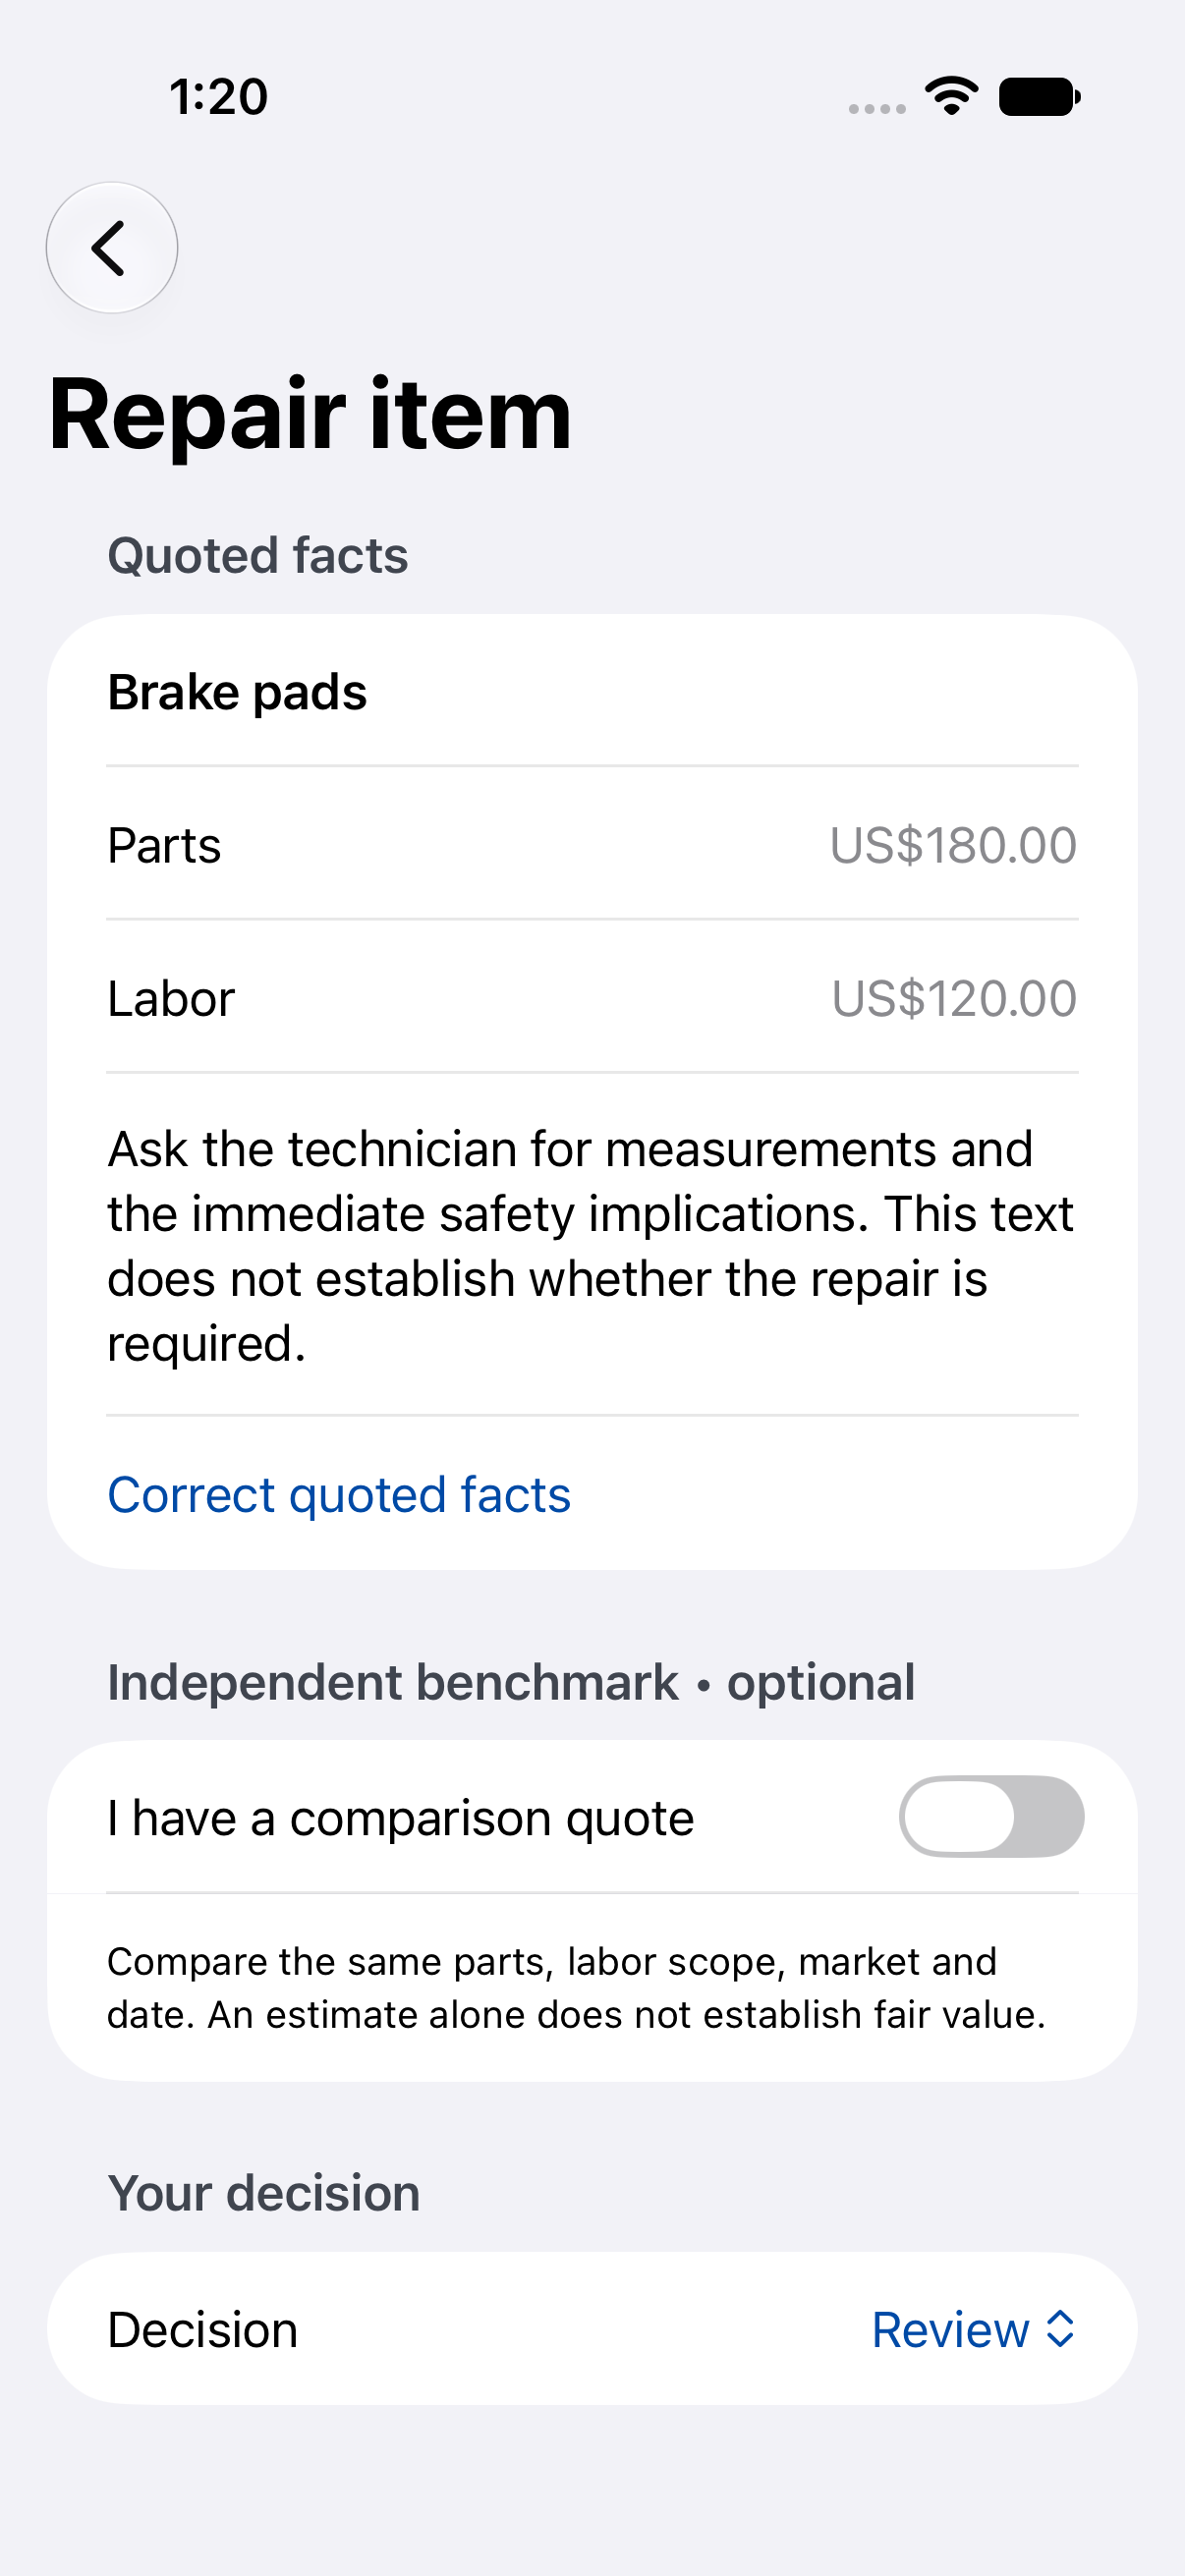 1:20
Repair item
Quoted facts
Brake pads
Parts US$180.00
Labor US$120.00
Ask the technician for measurements and
the immediate safety implications. This text
does not establish whether the repair is
required.
Correct quoted facts
Independent benchmark • optional
I have a comparison quote
Compare the same parts, labor scope, market and
date. An estimate alone does not establish fair value.
Your decision
Decision Review